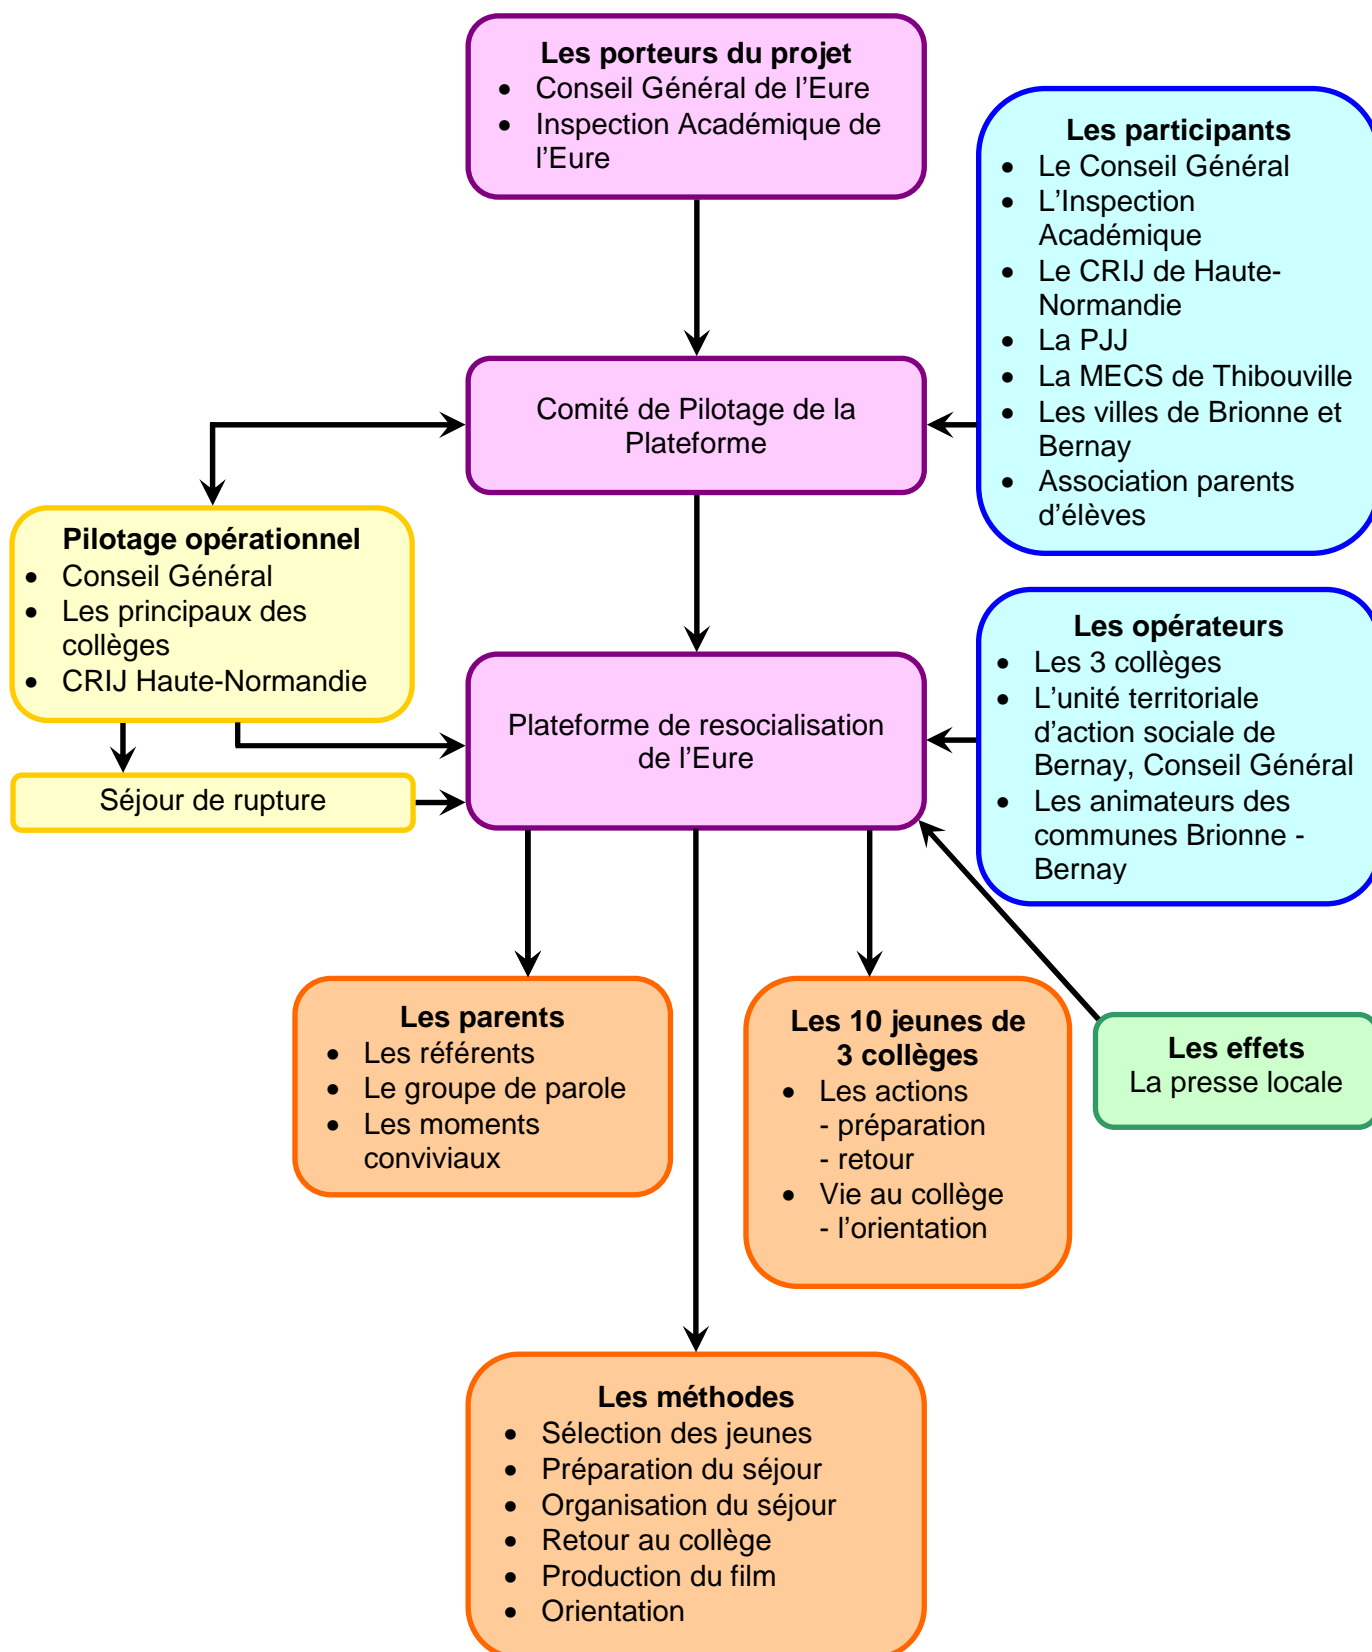 Les porteurs du projet
• Conseil Général de l’Eure
• Inspection Académique de
l’Eure
Les participants
• Le Conseil Général
• L’Inspection
Académique
• Le CRIJ de Haute-
Normandie
• La PJJ
• La MECS de Thibouville
• Les villes de Brionne et
Bernay
• Association parents
d’élèves
Comité de Pilotage de la
Plateforme
Pilotage opérationnel
• Conseil Général
• Les principaux des
collèges
• CRIJ Haute-Normandie
Séjour de rupture
Plateforme de resocialisation
de l’Eure
Les opérateurs
• Les 3 collèges
• L’unité territoriale
d’action sociale de
Bernay, Conseil Général
• Les animateurs des
communes Brionne -
Bernay
Les parents
• Les référents
• Le groupe de parole
• Les moments
conviviaux
Les 10 jeunes de
3 collèges
• Les actions
- préparation
- retour
• Vie au collège
- l’orientation
Les effets
La presse locale
Les méthodes
• Sélection des jeunes
• Préparation du séjour
• Organisation du séjour
• Retour au collège
• Production du film
• Orientation